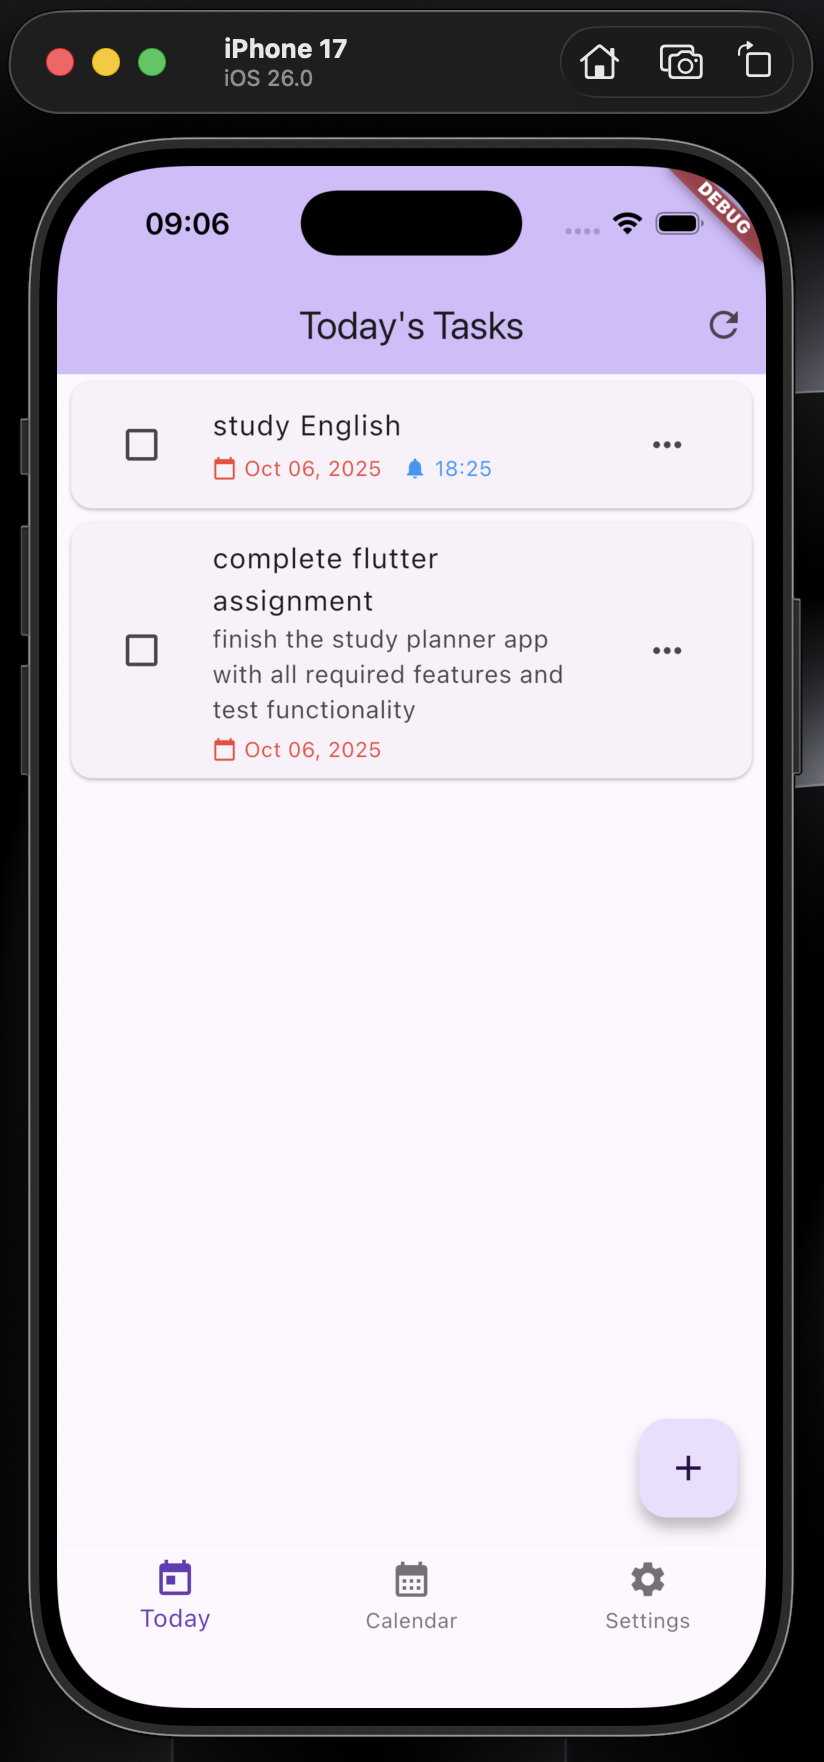 iPhone 17
iOS 26.0
09:06
DEBUG
Today's Tasks
study English
Oct 06, 2025 18:25
complete flutter
assignment
finish the study planner app
with all required features and
test functionality
Oct 06, 2025
Today Calendar Settings